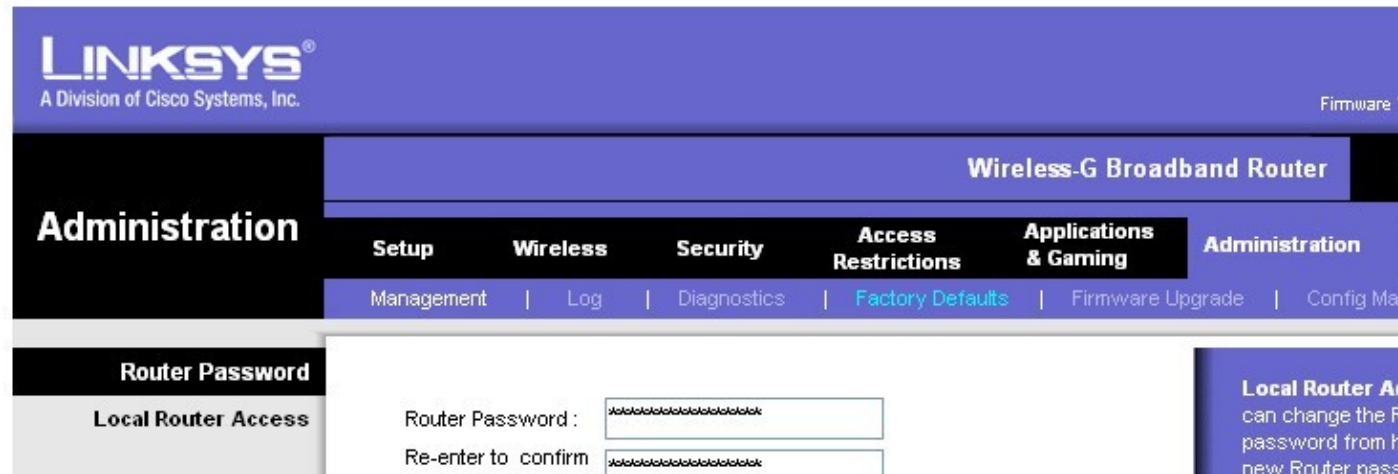 LINKSYS®
A Division of Cisco Systems, Inc.
Firmware
Wireless-G Broadband Router
Administration
Setup Wireless Security Access Restrictions Applications & Gaming Administration
Management | Log | Diagnostics | Factory Defaults | Firmware Upgrade | Config
Router Password
Local Router Access
Router Password :
Re-enter to confirm
Local Router
can change the
password from
new Router